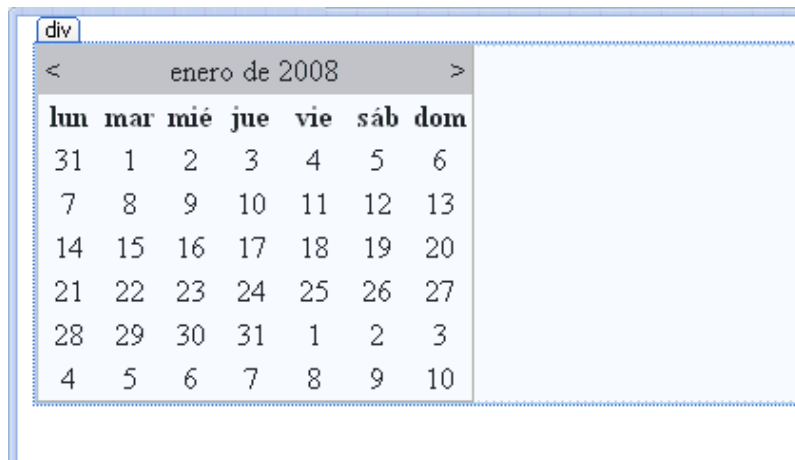 div
< enero de 2008 >
lun mar mié jue vie sáb dom
31 1 2 3 4 5 6
7 8 9 10 11 12 13
14 15 16 17 18 19 20
21 22 23 24 25 26 27
28 29 30 31 1 2 3
4 5 6 7 8 9 10